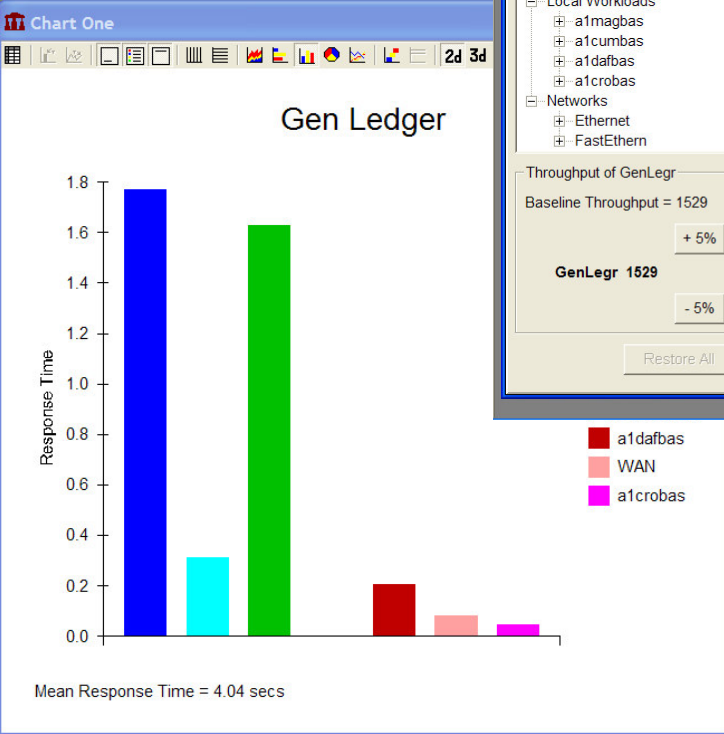 Chart One
2d 3d
Gen Ledger
1.8
1.6
1.4
1.2
1.0
0.8
0.6
0.4
0.2
0.0
Response Time
Mean Response Time = 4.04 secs
Local Workloads
a1magbas
a1cumbas
a1dafbas
a1crobas
Networks
Ethernet
FastEthern
Throughput of GenLegr
Baseline Throughput = 1529
+ 5%
GenLegr 1529
- 5%
Restore All
a1dafbas
WAN
a1crobas